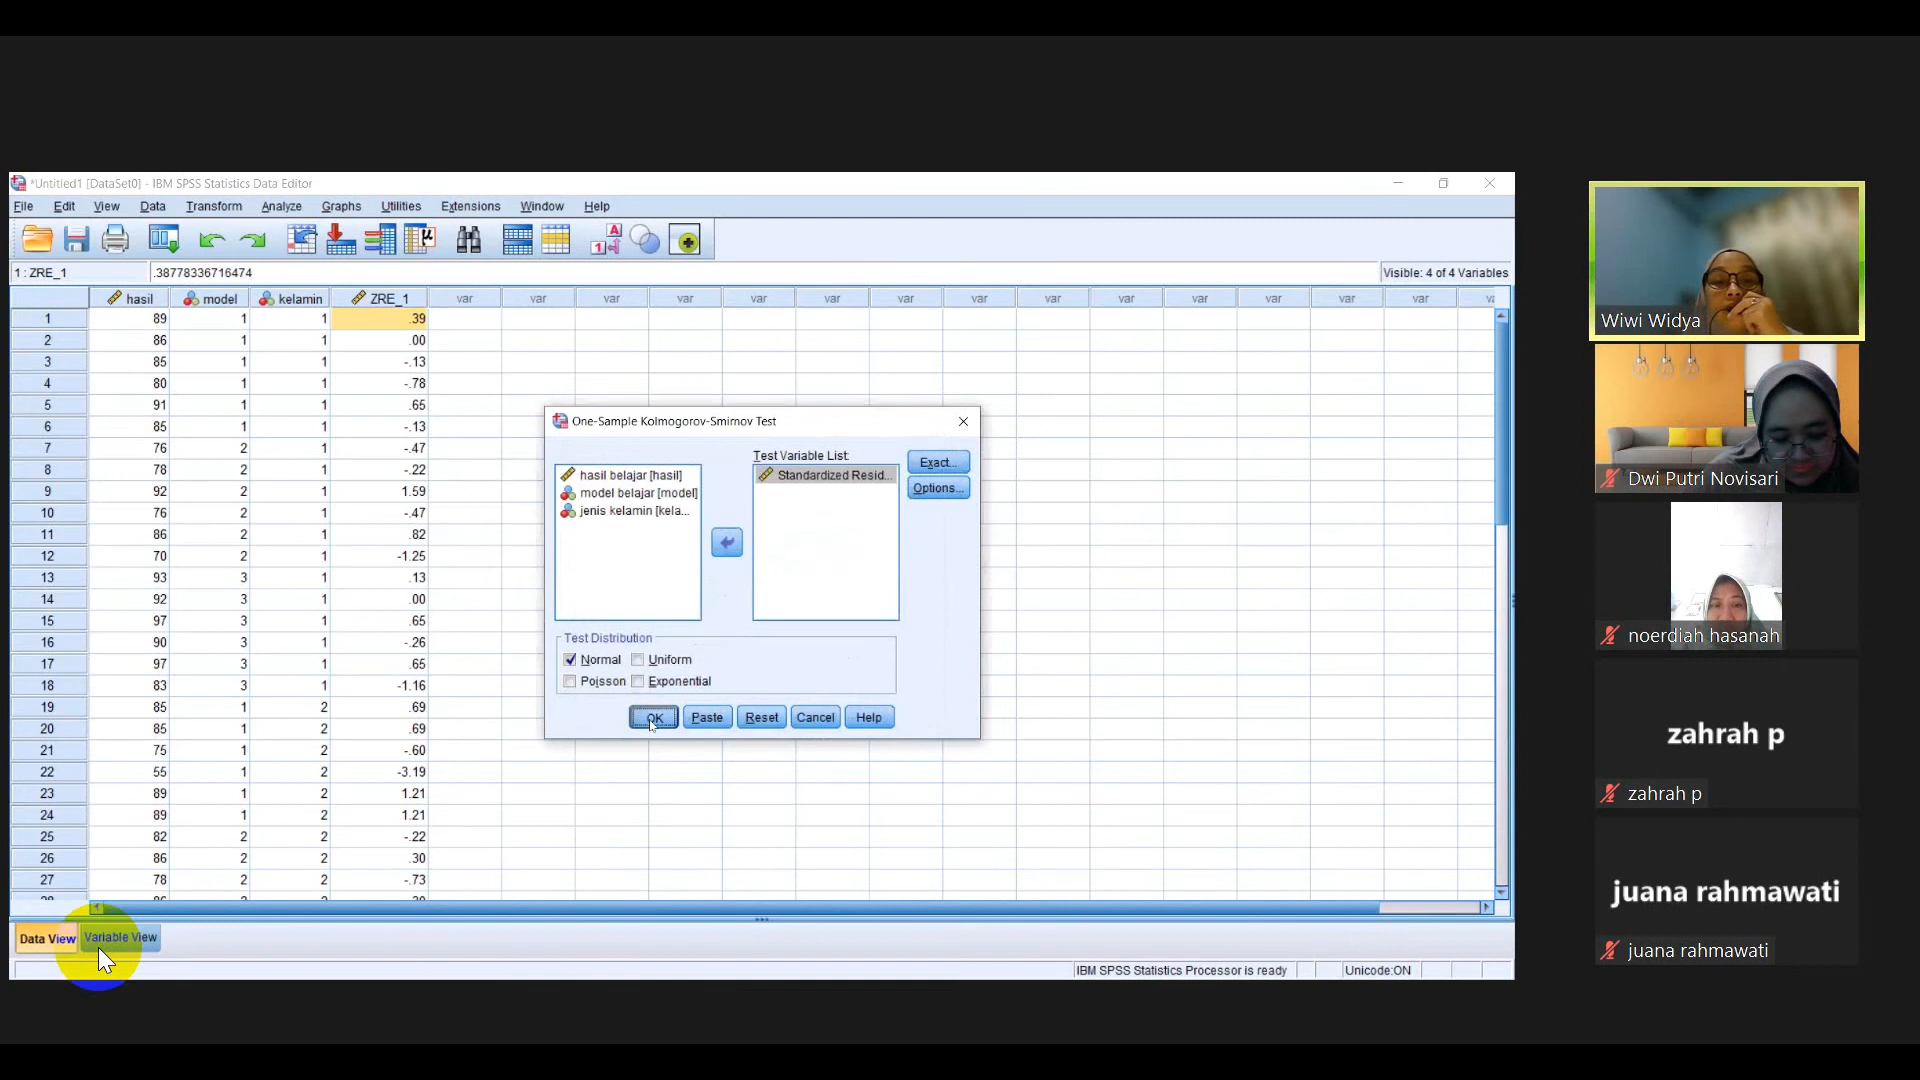 *Untitled1 [DataSet0] - IBM SPSS Statistics Data Editor
File Edit View Data Transform Analyze Graphs Utilities Extensions Window Help
1 : ZRE_1 .38778336716474 Visible: 4 of 4 Variables
hasil model kelamin ZRE_1 var var var var var var var var var var var var var var
1 89 1 1 .39
2 86 1 1 .00
3 85 1 1 -.13
4 80 1 1 -.78
5 91 1 1 .65
6 85 1 1 -.13
7 76 2 1 -.47
8 78 2 1 -.22
9 92 2 1 1.59
10 76 2 1 -.47
11 86 2 1 .82
12 70 2 1 -1.25
13 93 3 1 .13
14 92 3 1 .00
15 97 3 1 .65
16 90 3 1 -.26
17 97 3 1 .65
18 83 3 1 -1.16
19 85 1 2 .69
20 85 1 2 .69
21 75 1 2 -.60
22 55 1 2 -3.19
23 89 1 2 1.21
24 89 1 2 1.21
25 82 2 2 -.22
26 86 2 2 .30
27 78 2 2 -.73
One-Sample Kolmogorov-Smirnov Test
Test Variable List:
hasil belajar [hasil]
model belajar [model]
jenis kelamin [kela...
Standardized Resid...
Exact...
Options...
Test Distribution
Normal Uniform
Poisson Exponential
OK Paste Reset Cancel Help
Data View Variable View
IBM SPSS Statistics Processor is ready Unicode:ON
Wiwi Widya
Dwi Putri Novisari
noerdiah hasanah
zahrah p
zahrah p
juana rahmawati
juana rahmawati